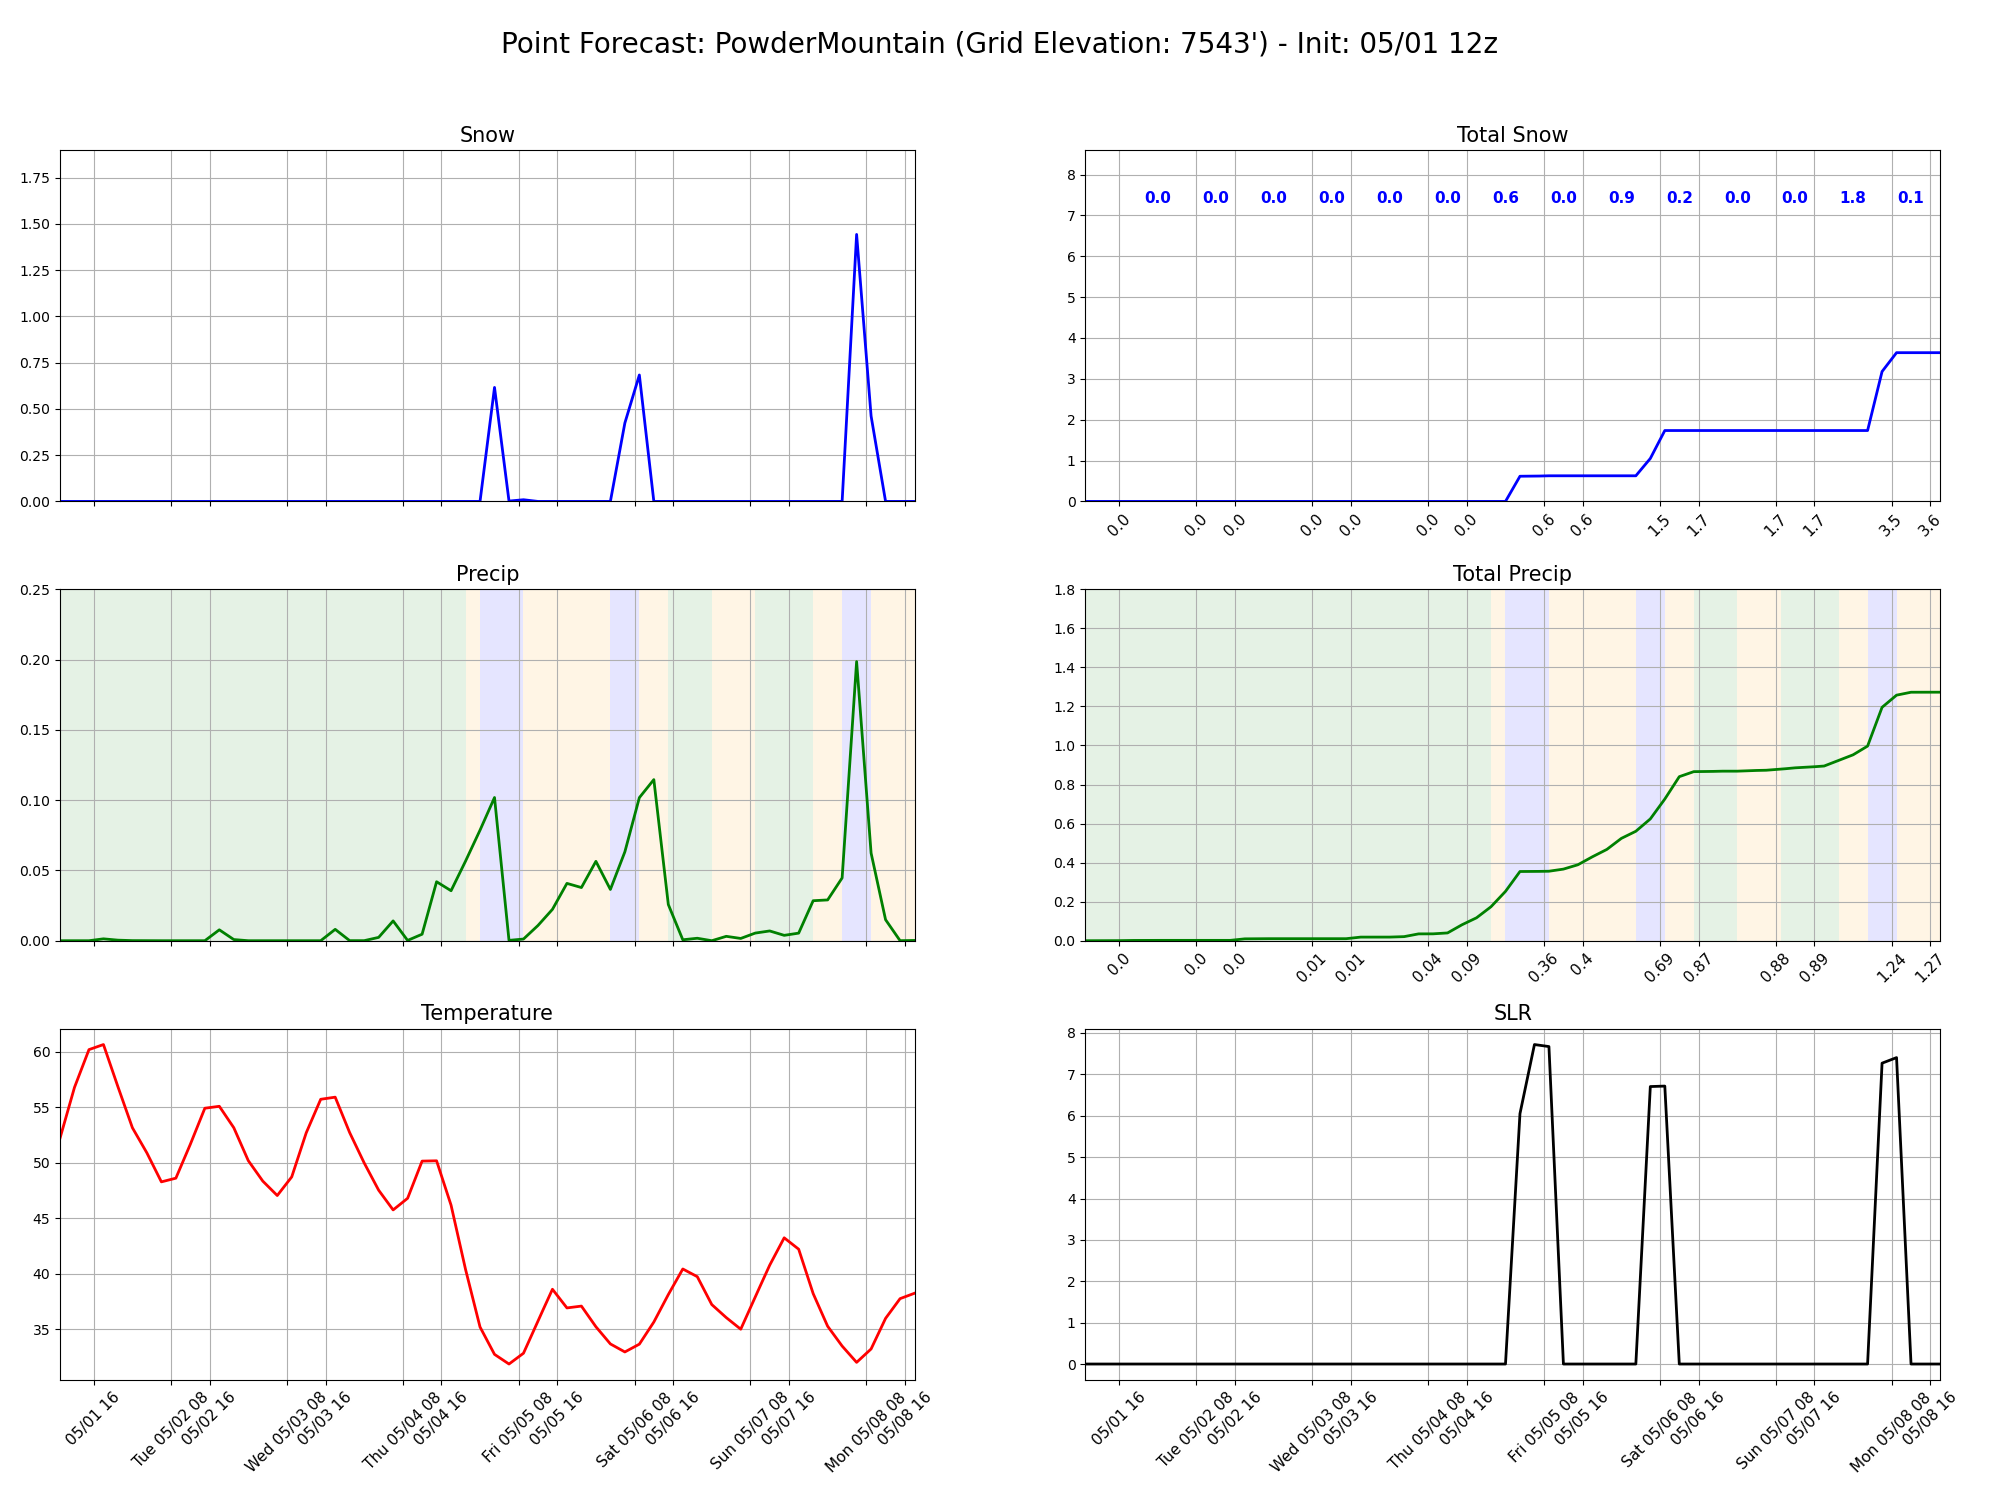 Point Forecast: PowderMountain (Grid Elevation: 7543') - Init: 05/01 12z
Snow
1.75
1.50
1.25
1.00
0.75
0.50
0.25
0.00
Total Snow
8
7
6
5
4
3
2
1
0
0.0 0.0 0.0 0.0 0.0 0.0 0.6 0.0 0.9 0.2 0.0 0.0 1.8 0.1
0.0 0.0 0.0 0.0 0.0 0.0 0.0 0.6 0.6 1.5 1.7 1.7 1.7 3.5 3.6
Precip
0.25
0.20
0.15
0.10
0.05
0.00
Total Precip
1.8
1.6
1.4
1.2
1.0
0.8
0.6
0.4
0.2
0.0
0.0 0.0 0.0 0.01 0.01 0.04 0.09 0.36 0.4 0.69 0.87 0.88 0.89 1.24 1.27
Temperature
60
55
50
45
40
35
05/01 16
Tue 05/02 08
05/02 16
Wed 05/03 08
05/03 16
Thu 05/04 08
05/04 16
Fri 05/05 08
05/05 16
Sat 05/06 08
05/06 16
Sun 05/07 08
05/07 16
Mon 05/08 08
05/08 16
SLR
8
7
6
5
4
3
2
1
0
05/01 16
Tue 05/02 08
05/02 16
Wed 05/03 08
05/03 16
Thu 05/04 08
05/04 16
Fri 05/05 08
05/05 16
Sat 05/06 08
05/06 16
Sun 05/07 08
05/07 16
Mon 05/08 08
05/08 16